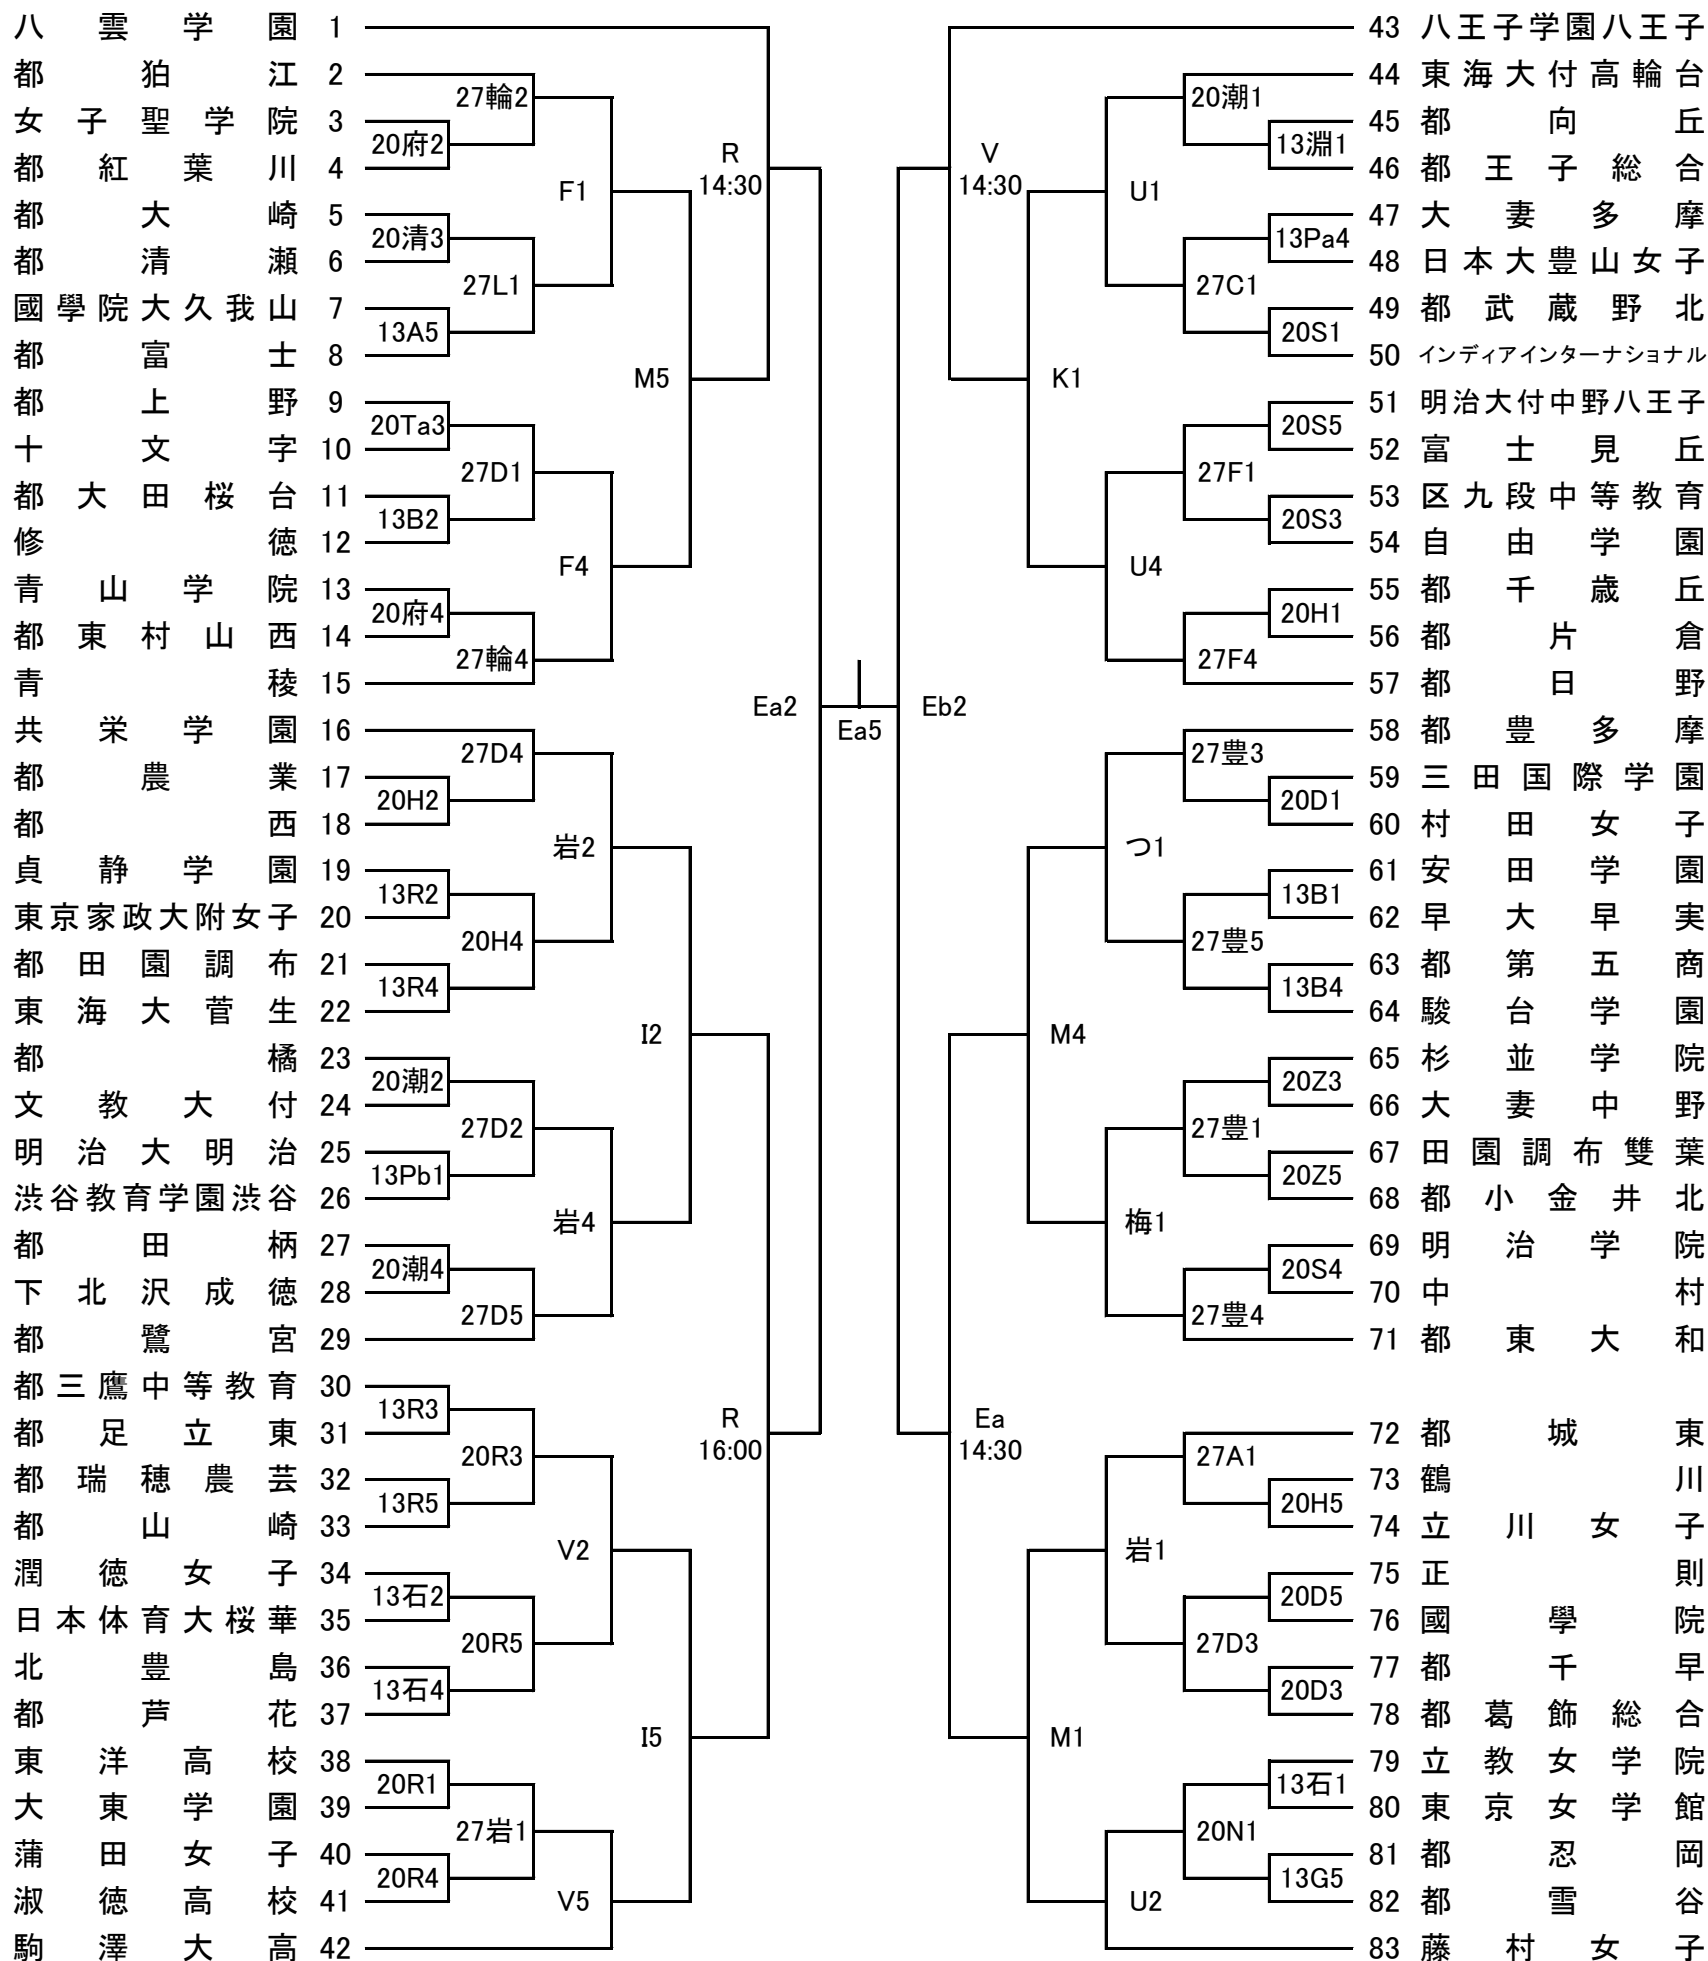 八雲学園 1
都狛江 2
27輪2
女子聖学院 3
20府2
都紅葉川 4
R
14:30
F1
都大崎 5
20清3
都清瀬 6
27L1
國學院大久我山 7
13A5
都富士 8
M5
都上野 9
20Ta3
十文字 10
27D1
都大田桜台 11
13B2
修徳 12
F4
青山学院 13
20府4
都東村山西 14
27輪4
青稜 15
Ea2
共栄学園 16
27D4
都農業 17
20H2
都西 18
岩2
貞静学園 19
13R2
東京家政大附女子 20
20H4
都田園調布 21
13R4
東海大菅生 22
I2
都橘 23
20潮2
文教大付 24
27D2
明治大明治 25
13Pb1
渋谷教育学園渋谷 26
岩4
都田柄 27
20潮4
下北沢成徳 28
27D5
都鷺宮 29
都三鷹中等教育 30
13R3
都足立東 31
R
16:00
20R3
都瑞穂農芸 32
13R5
都山崎 33
V2
潤徳女子 34
13石2
日本体育大桜華 35
20R5
北豊島 36
13石4
都芦花 37
I5
東洋高校 38
20R1
大東学園 39
27岩1
蒲田女子 40
20R4
淑徳高校 41
V5
駒澤大高 42
Ea5
43 八王子学園八王子
44 東海大付高輪台
20潮1
45 都向丘
13淵1
46 都王子総合
V
14:30
U1
47 大妻多摩
13Pa4
48 日本大豊山女子
27C1
49 都武蔵野北
20S1
50 インディアインターナショナル
K1
51 明治大付中野八王子
20S5
52 富士見丘
27F1
53 区九段中等教育
20S3
54 自由学園
U4
55 都千歳丘
20H1
56 都片倉
27F4
57 都日野
Eb2
58 都豊多摩
27豊3
59 三田国際学園
20D1
60 村田女子
つ1
61 安田学園
13B1
62 早大早実
27豊5
63 都第五商
13B4
64 駿台学園
M4
65 杉並学院
20Z3
66 大妻中野
27豊1
67 田園調布雙葉
20Z5
68 都小金井北
梅1
69 明治学院
20S4
70 中村
27豊4
71 都東大和
Ea
14:30
72 都城東
27A1
73 鶴川
20H5
74 立川女子
岩1
75 正則
20D5
76 國學院
27D3
77 都千早
20D3
78 都葛飾総合
M1
79 立教女学院
13石1
80 東京女学館
20N1
81 都忍岡
13G5
82 都雪谷
U2
83 藤村女子